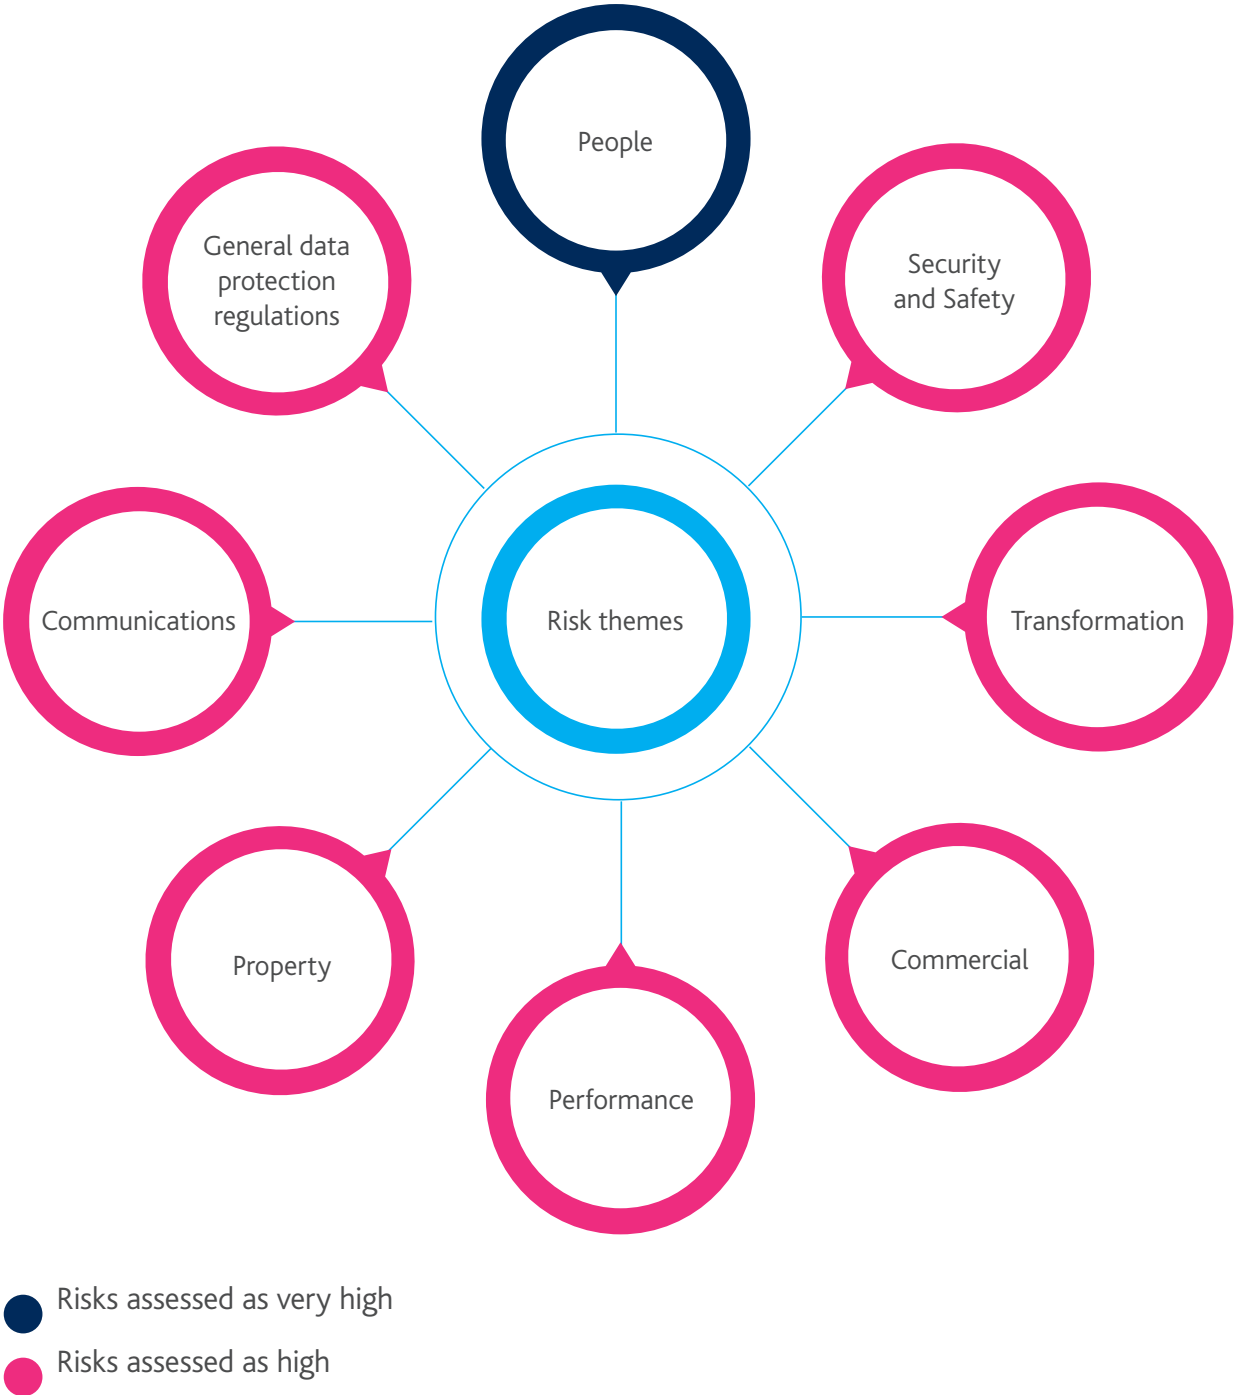 People
General data
protection
regulations
Security
and Safety
Communications
Risk themes
Transformation
Property
Commercial
Performance
Risks assessed as very high
Risks assessed as high